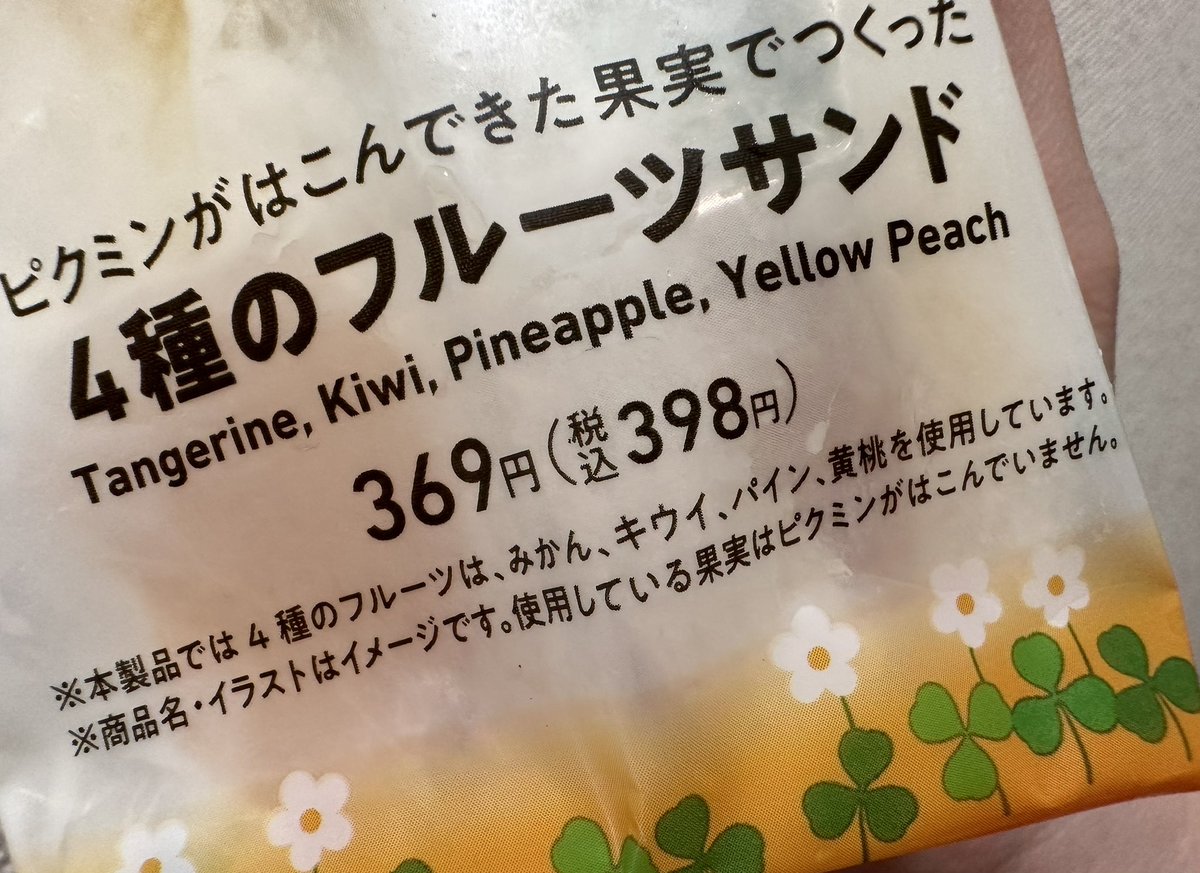 ピクミンがはこんできた果実でつくった
4種のフルーツサンド
Tangerine, Kiwi, Pineapple, Yellow Peach
369円(税込398円)
※本製品では4種のフルーツは、みかん、キウイ、パイン、黄桃を使用しています。
※商品名・イラストはイメージです。使用している果実はピクミンがはこんでいません。